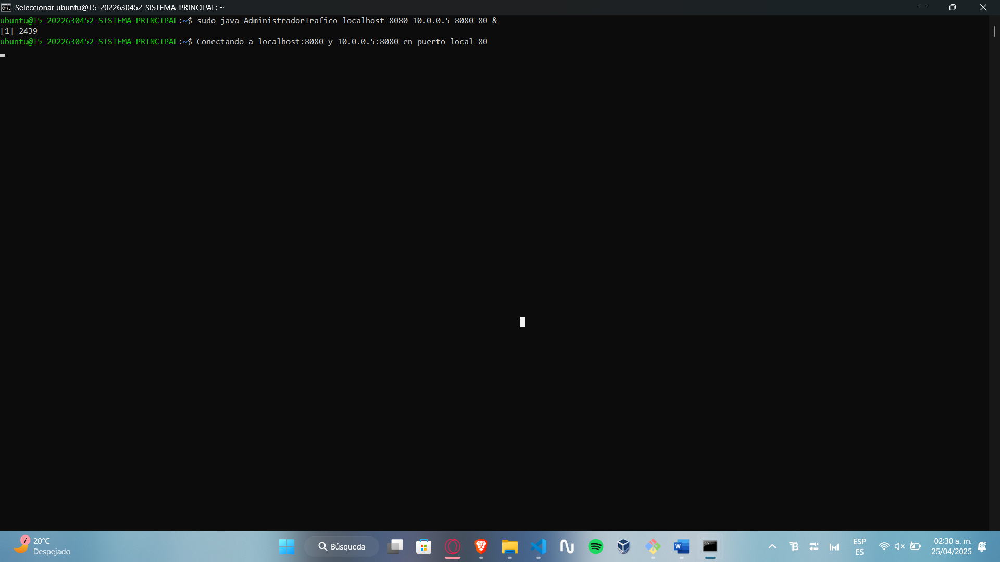 Seleccionar ubuntu@T5-2022630452-SISTEMA-PRINCIPAL: ~
ubuntu@T5-2022630452-SISTEMA-PRINCIPAL:~$ sudo java AdministradorTrafico localhost 8080 10.0.0.5 8080 80 &
[1] 2439
ubuntu@T5-2022630452-SISTEMA-PRINCIPAL:~$ Conectando a localhost:8080 y 10.0.0.5:8080 en puerto local 80
7
20°C
Despejado
Búsqueda
ESP
ES
02:30 a. m.
25/04/2025